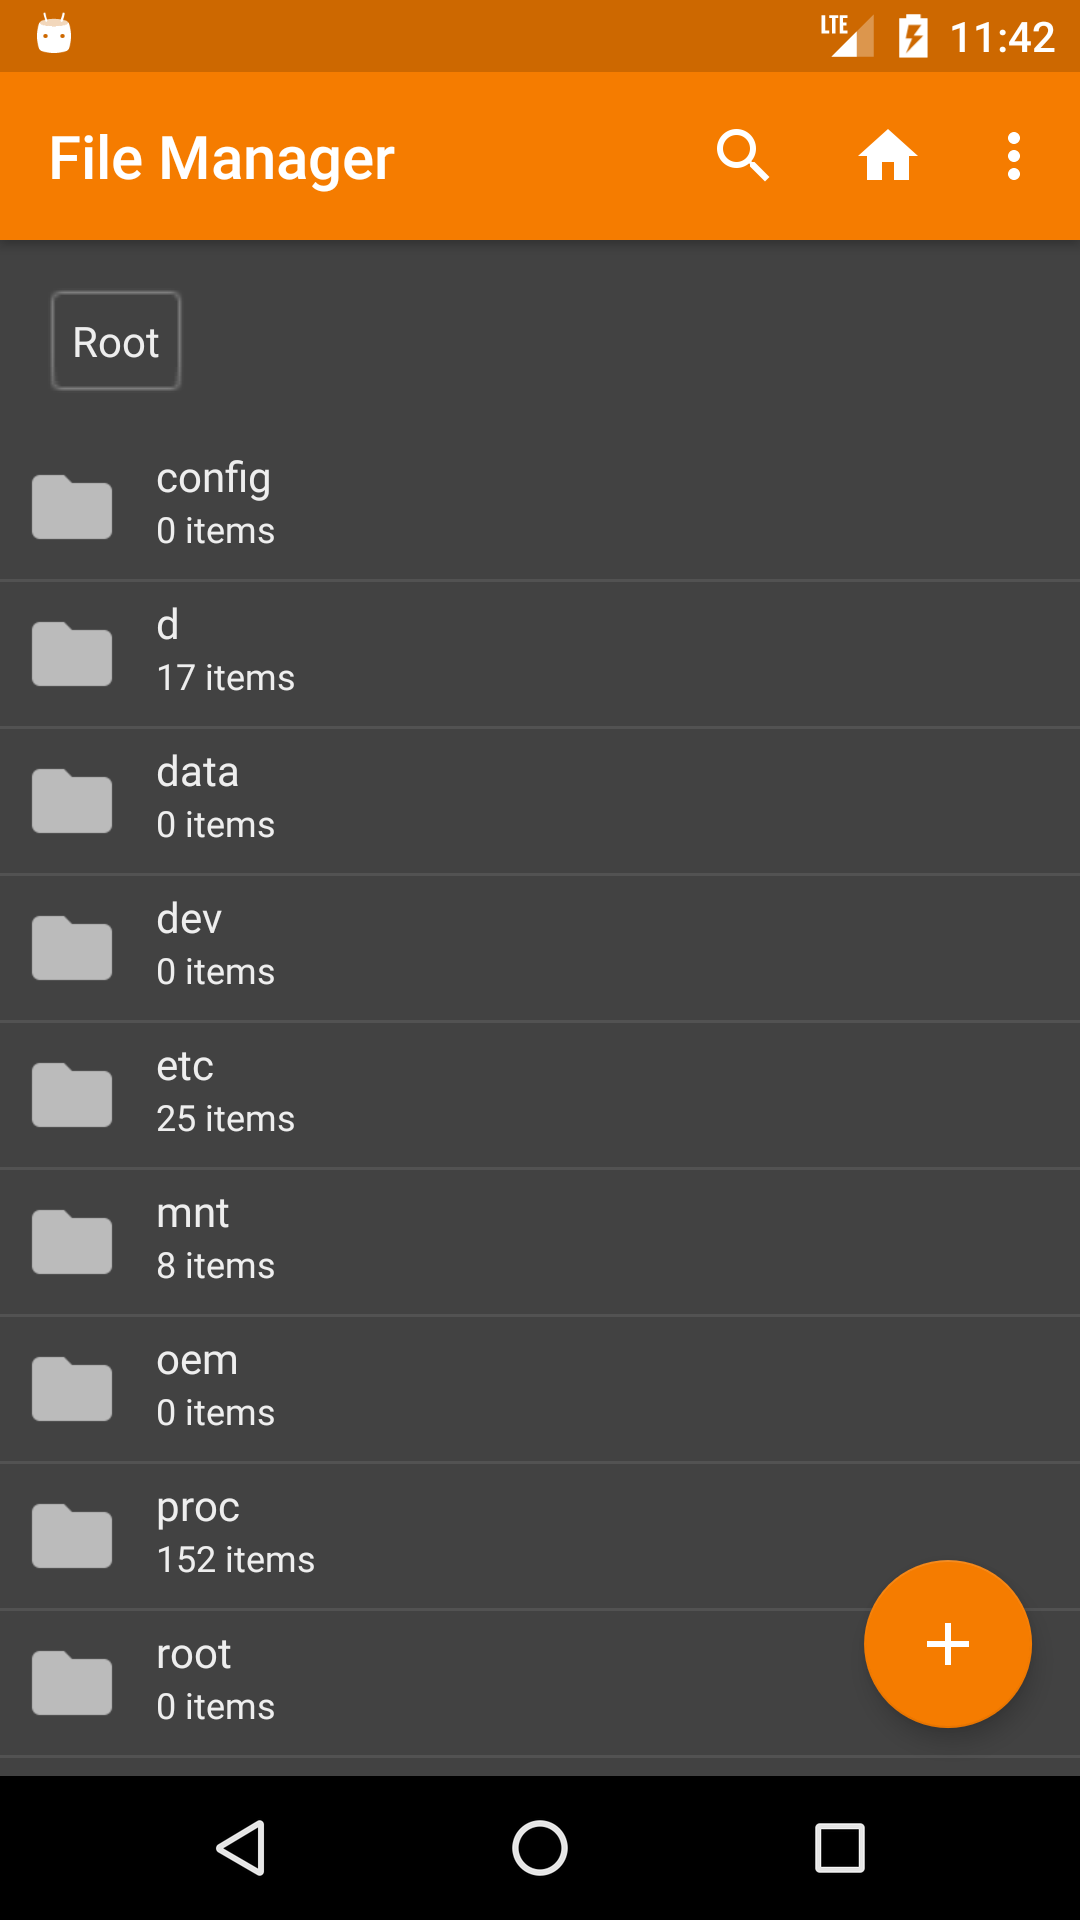 LTE 11:42
File Manager
Root
config
0 items
d
17 items
data
0 items
dev
0 items
etc
25 items
mnt
8 items
oem
0 items
proc
152 items
root
0 items